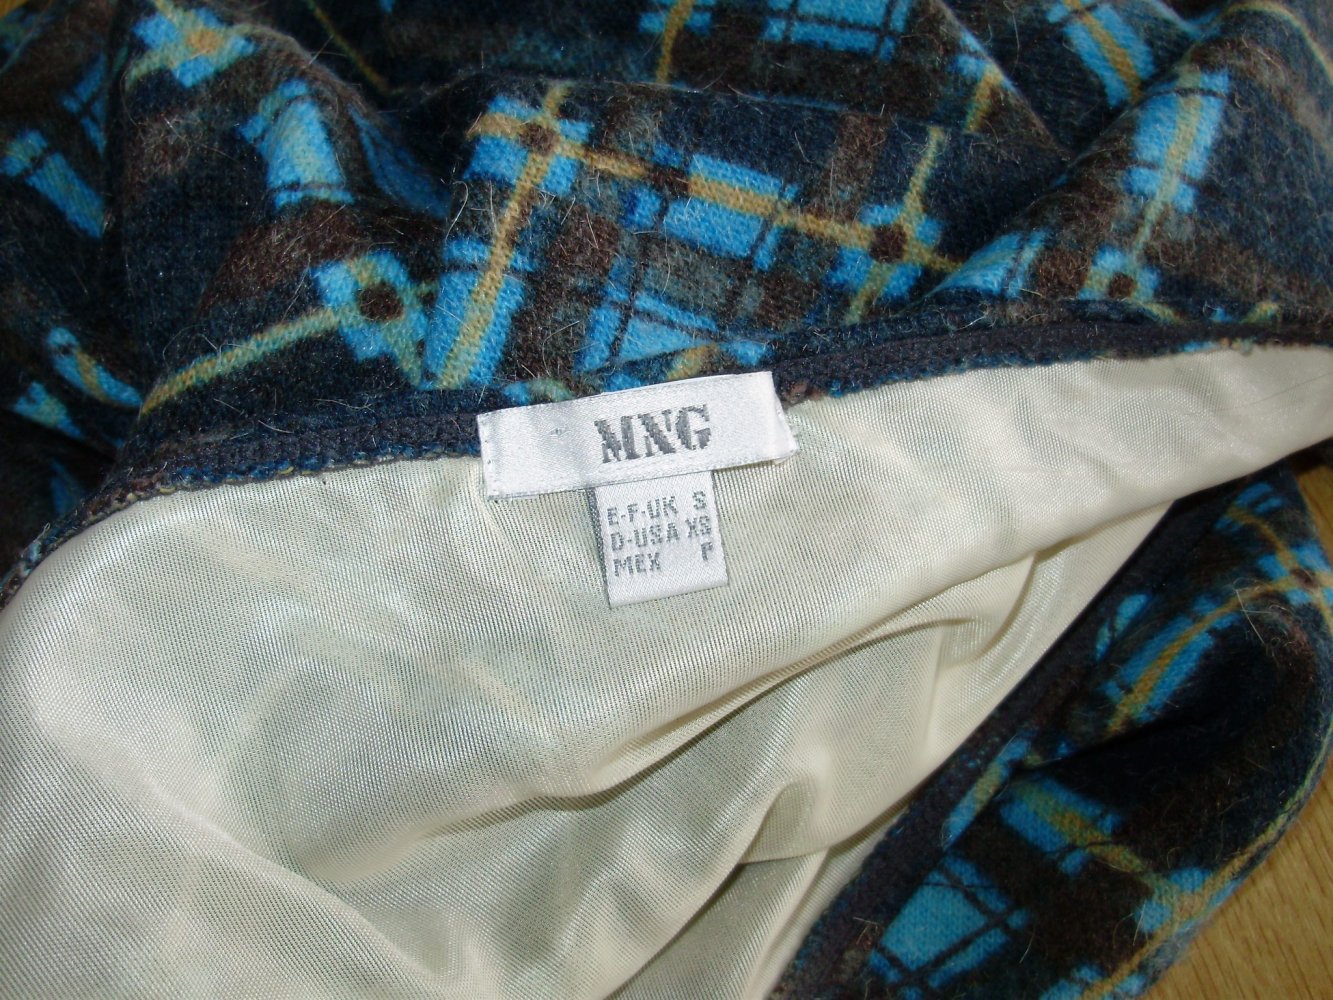 MNG
E-F-UK S
D-USA XS
MEX P